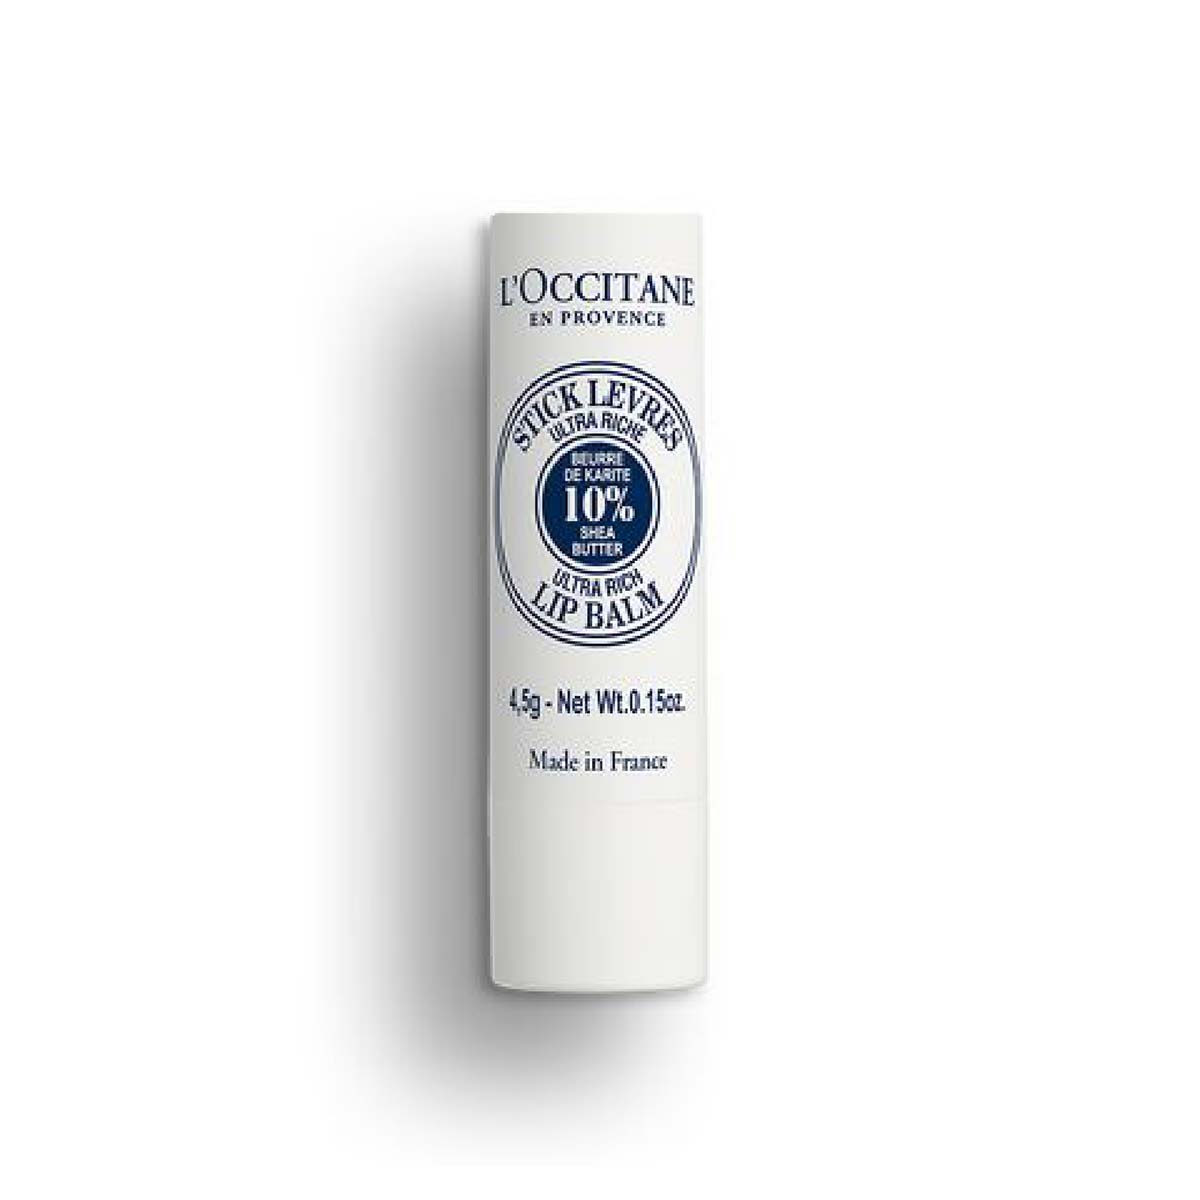 L'OCCITANE
EN PROVENCE
STICK LEVRES
ULTRA RICHE
BEURRE
DE KARITE
10%
SHEA
BUTTER
ULTRA RICH
LIP BALM
4,5g - Net Wt.0.15oz.
Made in France